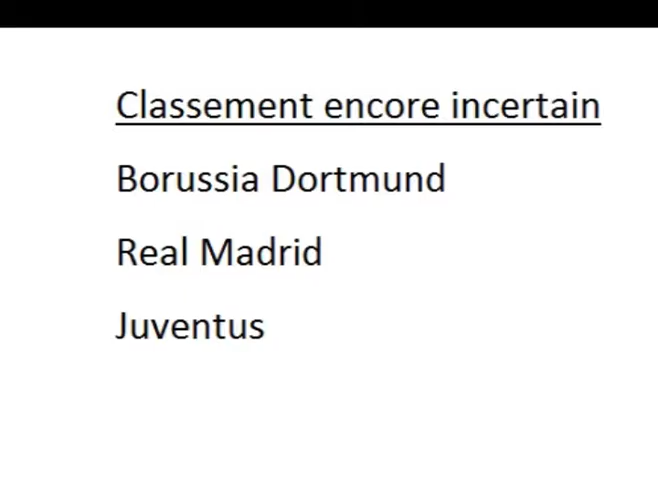 Classement encore incertain
Borussia Dortmund
Real Madrid
Juventus